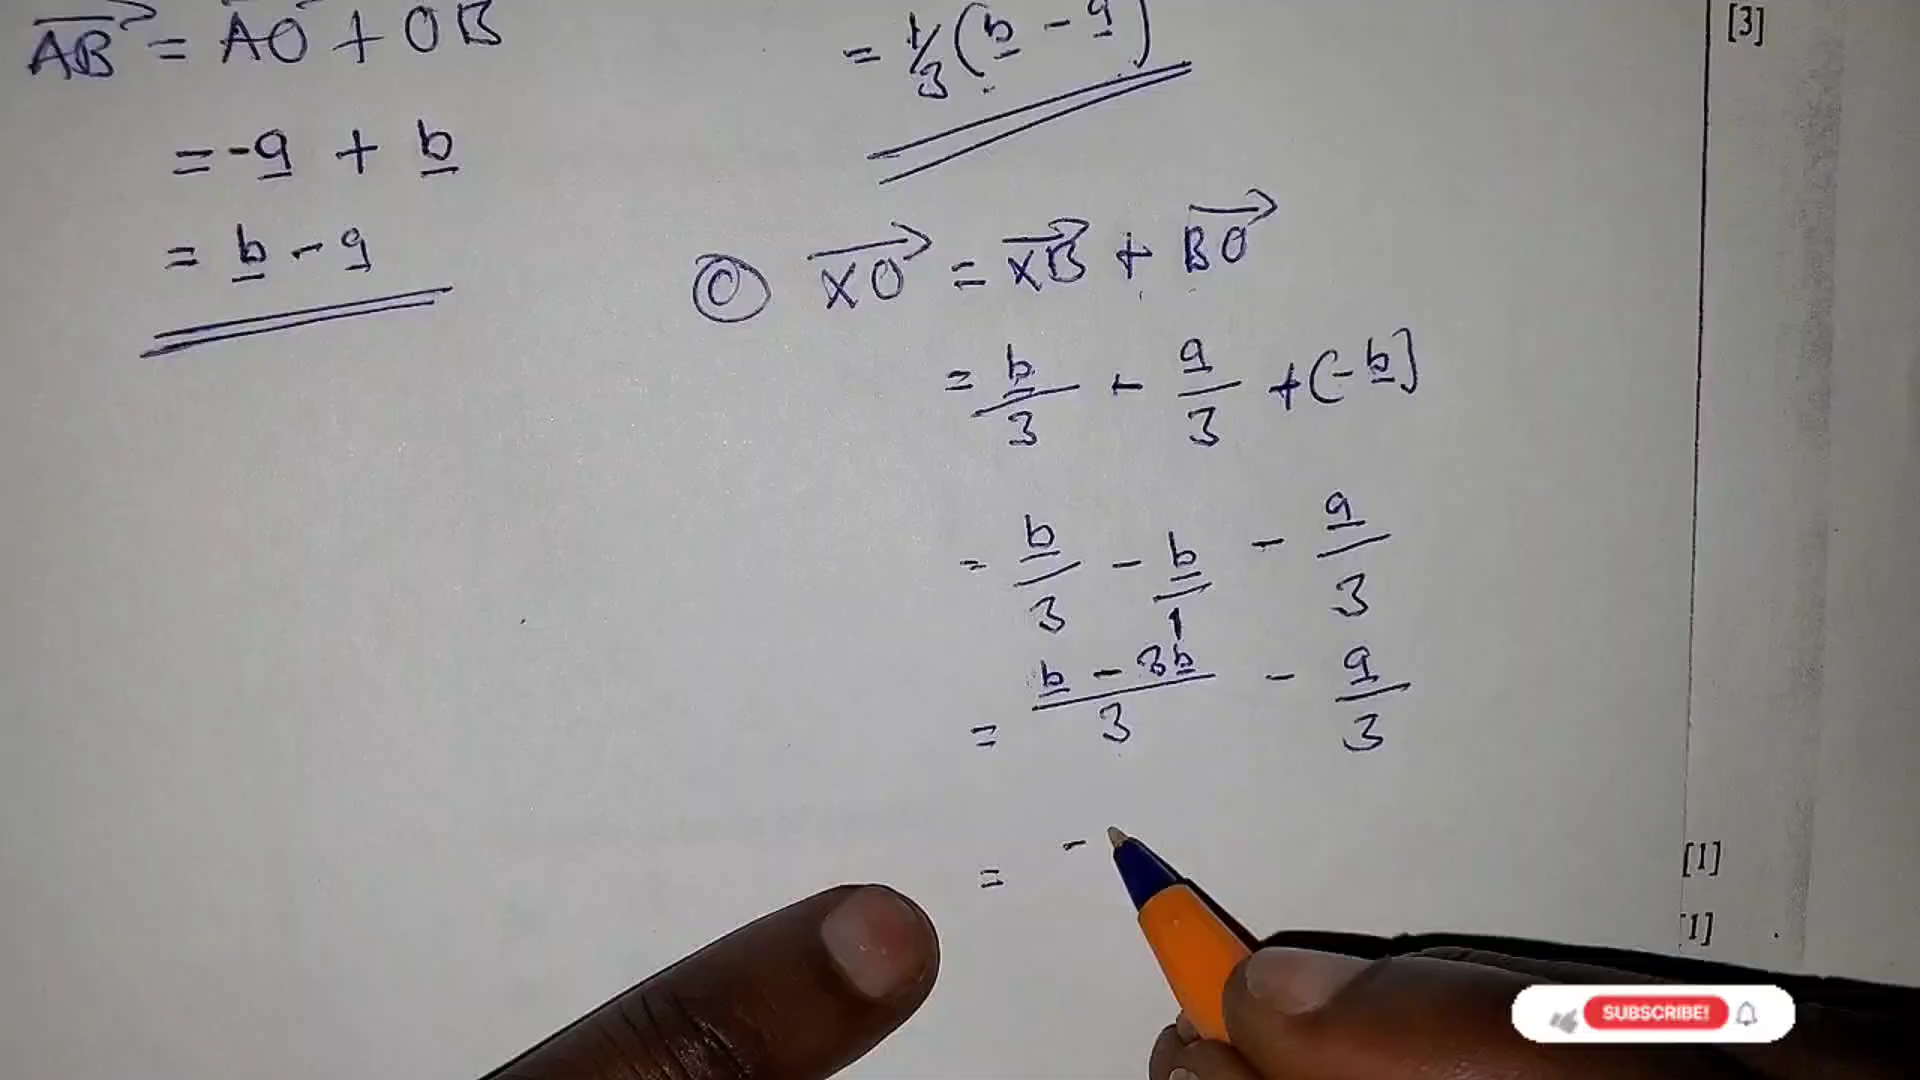 AB = AO + OB
= -a + b
= b - a
= 1/3 (b - a)
(C) XO = XB + BO
= b/3 - a/3 + (-b]
= b/3 - b/1 - a/3
= b - 3b/3 - a/3
= -
[3]
[1]
1]
SUBSCRIBE!